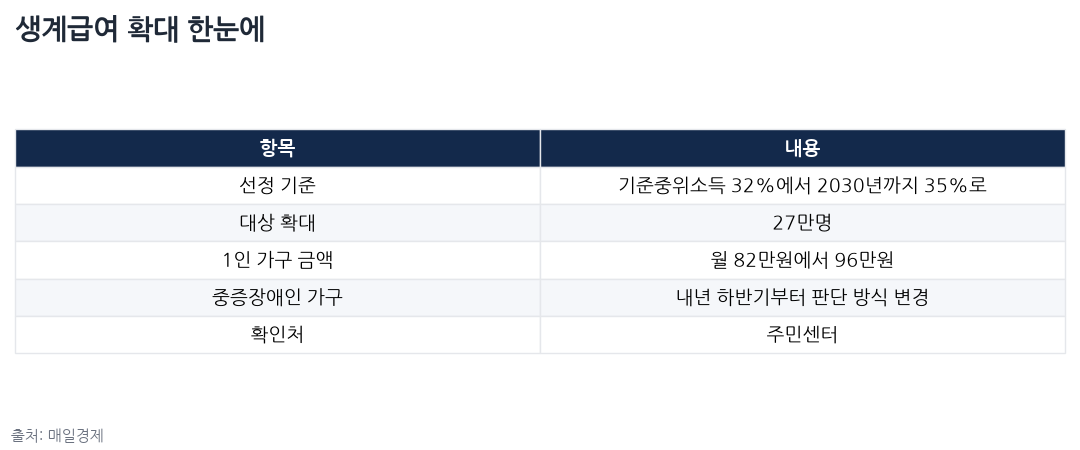 생계급여 확대 한눈에
항목 내용
선정 기준 기준중위소득 32%에서 2030년까지 35%로
대상 확대 27만명
1인 가구 금액 월 82만원에서 96만원
중증장애인 가구 내년 하반기부터 판단 방식 변경
확인처 주민센터
출처: 매일경제